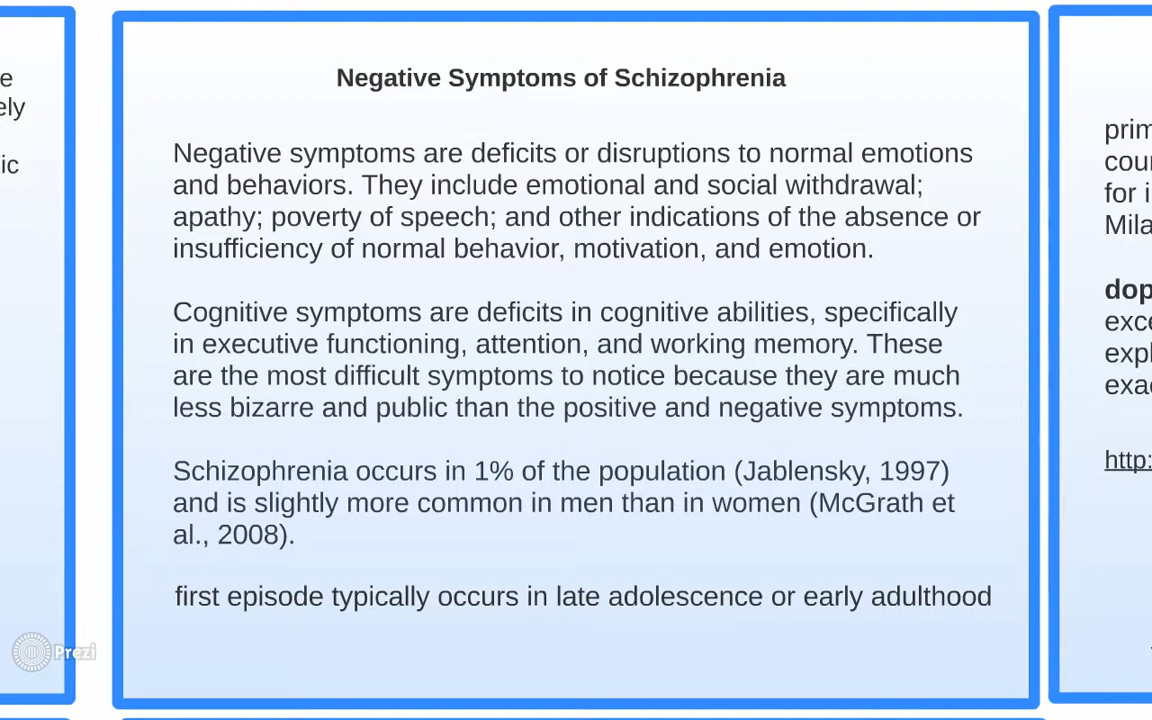 Negative Symptoms of Schizophrenia
Negative symptoms are deficits or disruptions to normal emotions
and behaviors. They include emotional and social withdrawal;
apathy; poverty of speech; and other indications of the absence or
insufficiency of normal behavior, motivation, and emotion.
Cognitive symptoms are deficits in cognitive abilities, specifically
in executive functioning, attention, and working memory. These
are the most difficult symptoms to notice because they are much
less bizarre and public than the positive and negative symptoms.
Schizophrenia occurs in 1% of the population (Jablensky, 1997)
and is slightly more common in men than in women (McGrath et
al., 2008).
first episode typically occurs in late adolescence or early adulthood
Prezi
for
http: